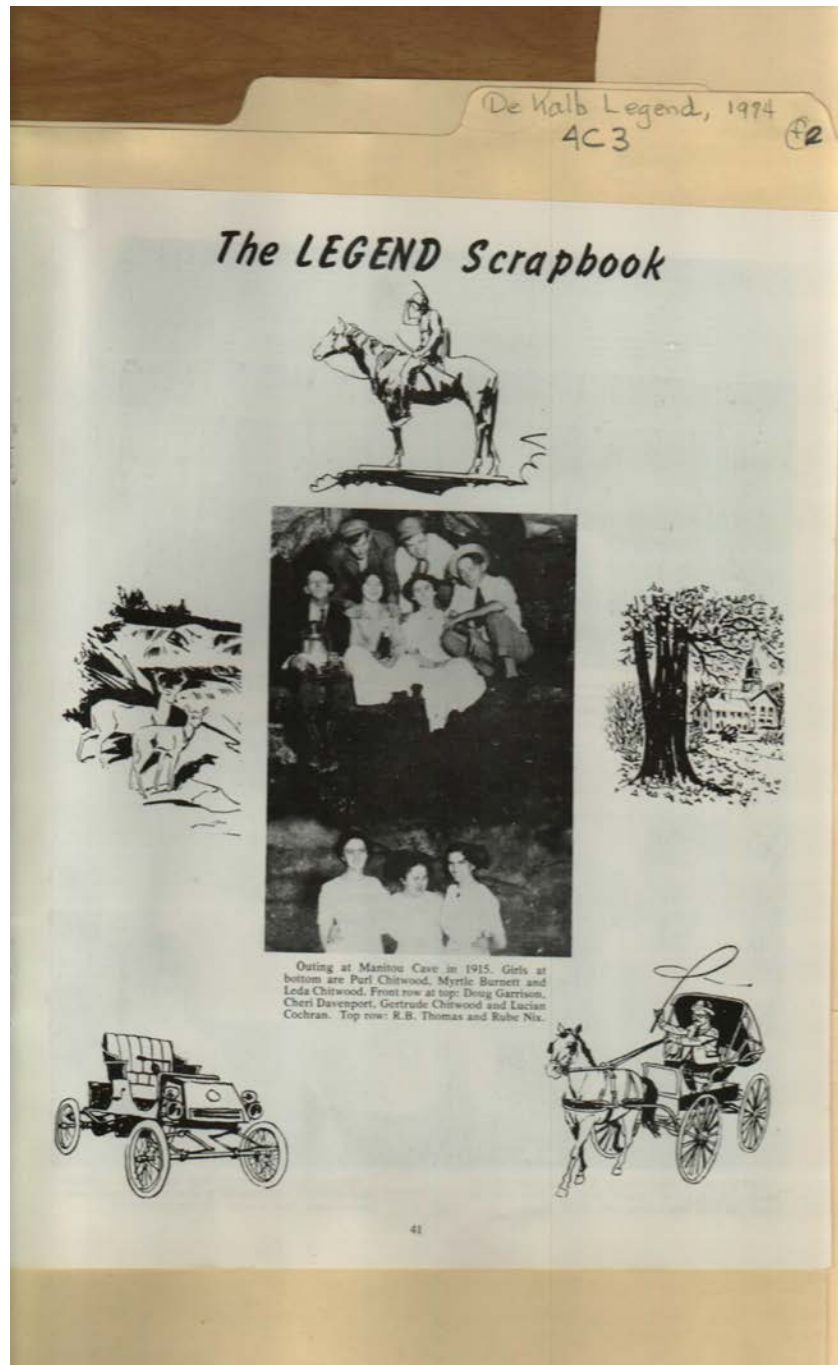 De Kalb Legend, 1974
4C3
f2
The LEGEND Scrapbook
Outing at Manitou Cave in 1915. Girls at
bottom are Purl Chitwood, Myrtle Burnett and
Leda Chitwood. Front row at top: Doug Garrison,
Cheri Davenport, Gertrude Chitwood and Lucian
Cochran. Top row: R.B. Thomas and Rube Nix.
41